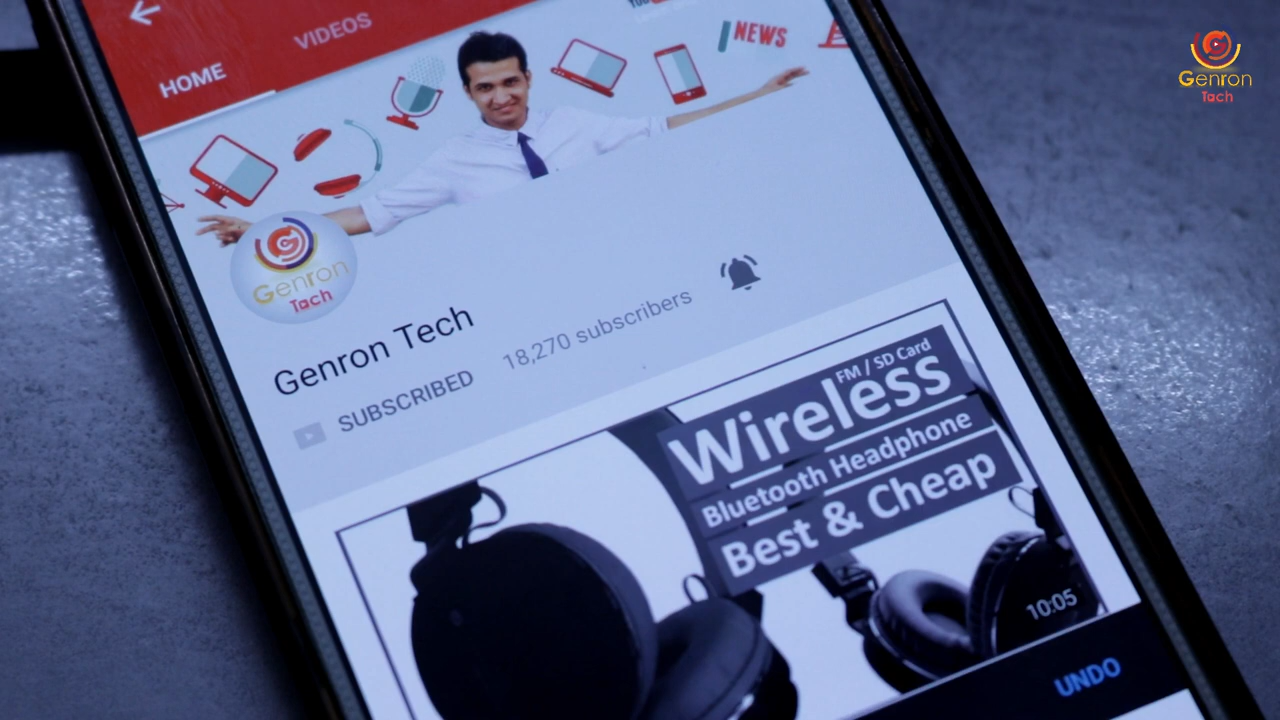 HOME
VIDEOS
NEWS
Genron
Tech
Genron
Tech
Genron Tech
SUBSCRIBED
18,270 subscribers
FM / SD Card
Wireless
Bluetooth Headphone
Best & Cheap
10:05
UNDO